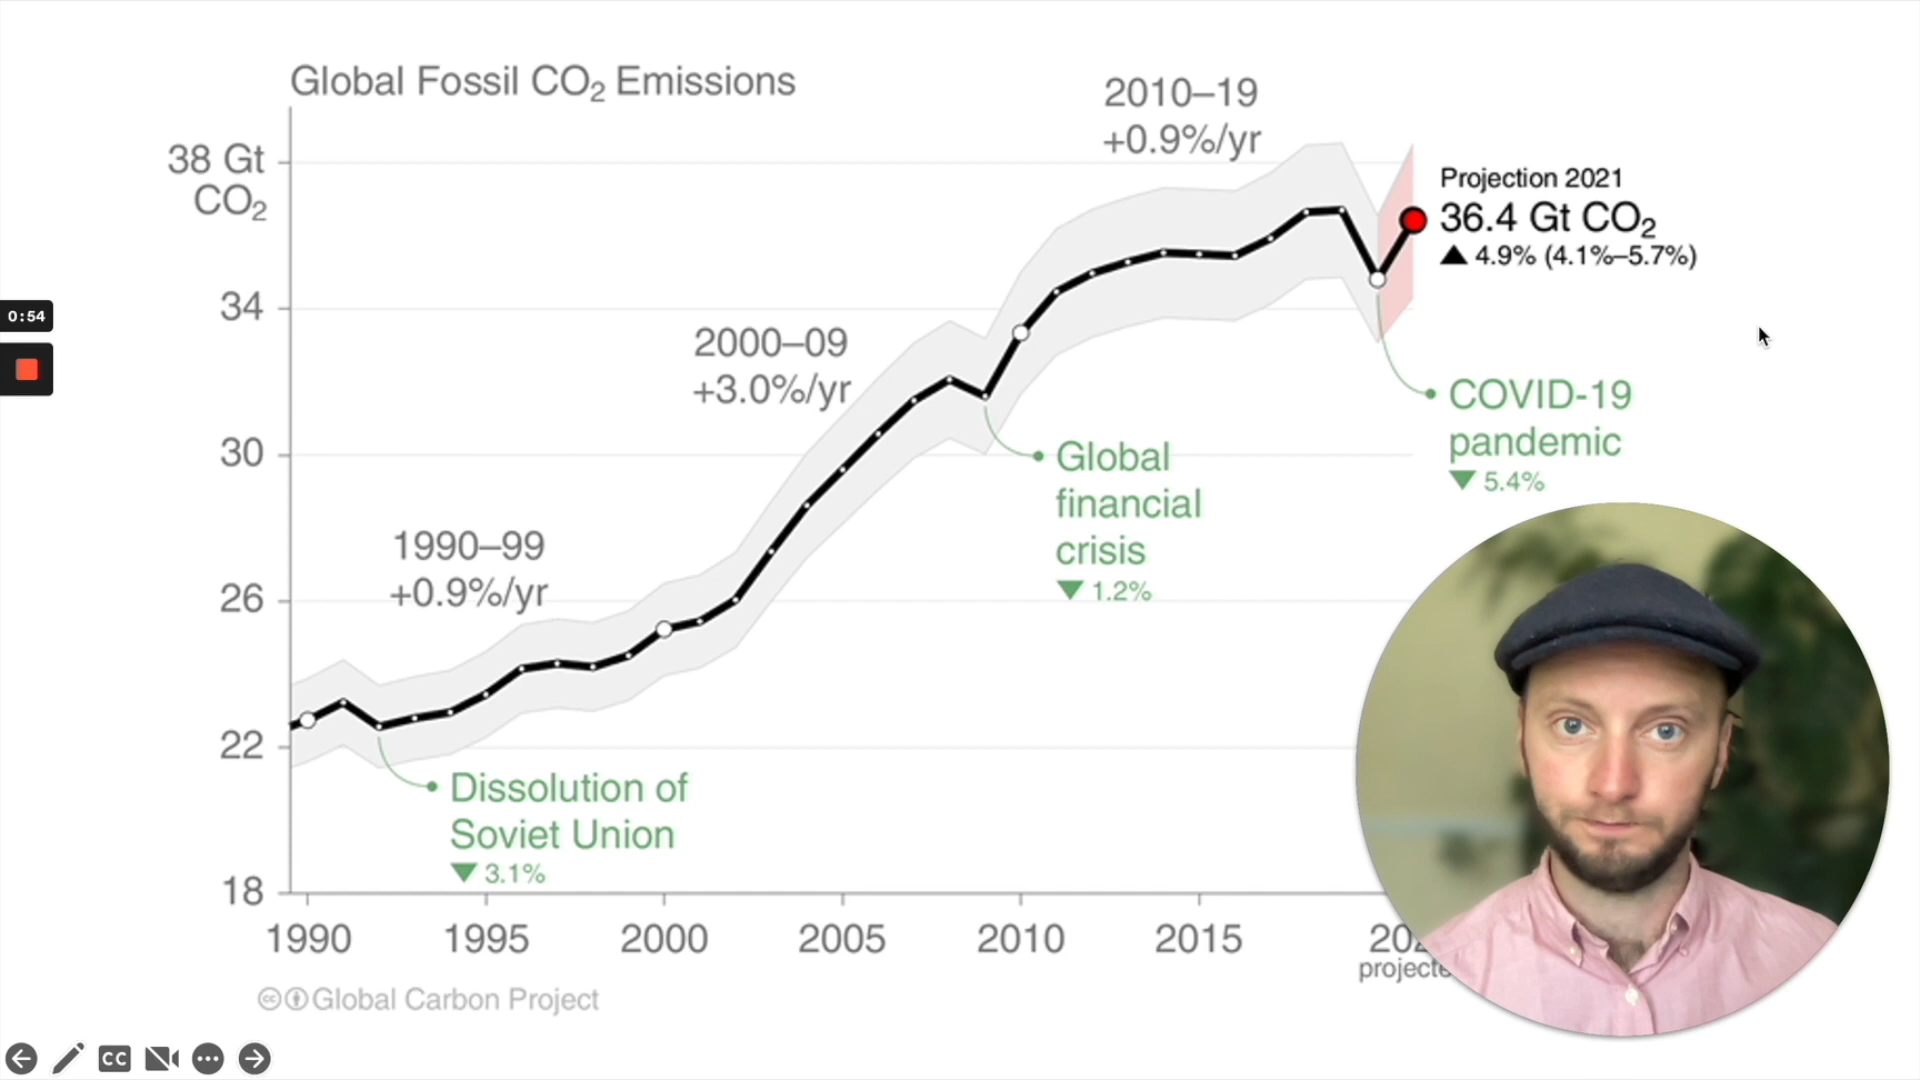 Global Fossil CO₂ Emissions
2010–19
+0.9%/yr
38 Gt
CO₂
Projection 2021
36.4 Gt CO₂
▲ 4.9% (4.1%–5.7%)
0:54
34
2000–09
+3.0%/yr
COVID-19
pandemic
▼ 5.4%
30
Global
financial
crisis
▼ 1.2%
1990–99
+0.9%/yr
26
22
Dissolution of
Soviet Union
▼ 3.1%
18
1990 1995 2000 2005 2010 2015
Global Carbon Project
CC